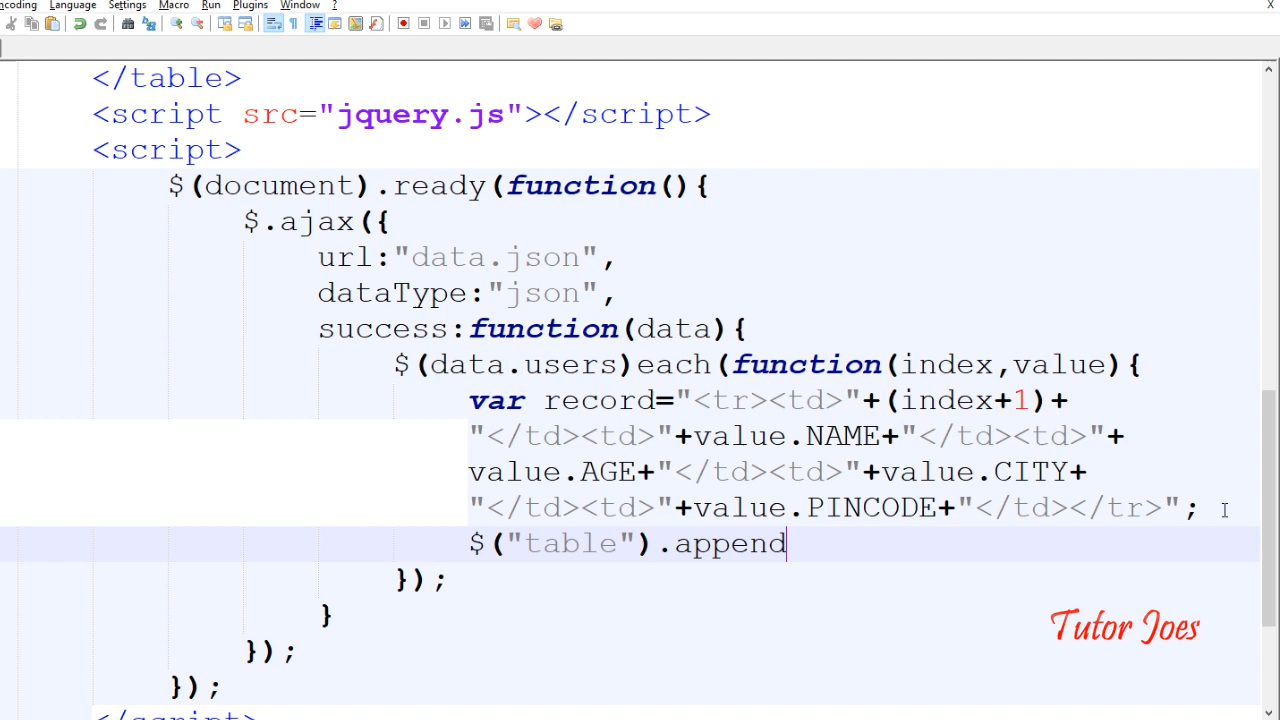 ncoding Language Settings Macro Run Plugins Window ? X
</table>
<script src="jquery.js"></script>
<script>
$(document).ready(function(){
$.ajax({
url:"data.json",
dataType:"json",
success:function(data){
$(data.users)each(function(index,value){
var record="<tr><td>"+(index+1)+
"</td><td>"+value.NAME+"</td><td>"+
value.AGE+"</td><td>"+value.CITY+
"</td><td>"+value.PINCODE+"</td></tr>";
$("table").append
});
}
});
});
</script>
Tutor Joes